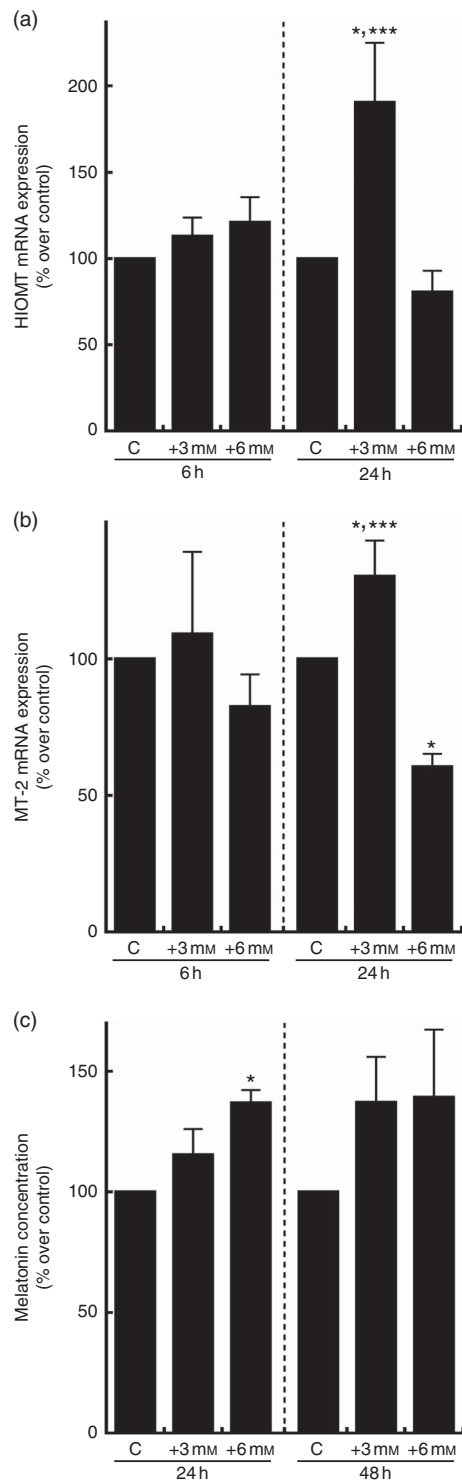 (a)
HIOMT mRNA expression
(% over control)
200
150
100
50
0
*,***
C +3 mM +6 mM C +3 mM +6 mM
6 h 24 h
(b)
MT-2 mRNA expression
(% over control)
100
50
0
*,***
*
C +3 mM +6 mM C +3 mM +6 mM
6 h 24 h
(c)
Melatonin concentration
(% over control)
150
100
50
0
*
C +3 mM +6 mM C +3 mM +6 mM
24 h 48 h